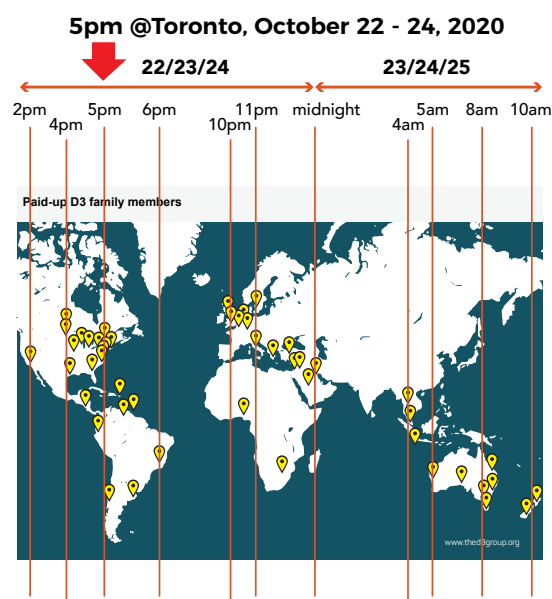 5pm @Toronto, October 22 - 24, 2020
22/23/24 23/24/25
2pm 5pm 6pm 11pm midnight 5am 8am 10am
4pm 10pm 4am
Paid-up D3 family members
www.thed3group.org